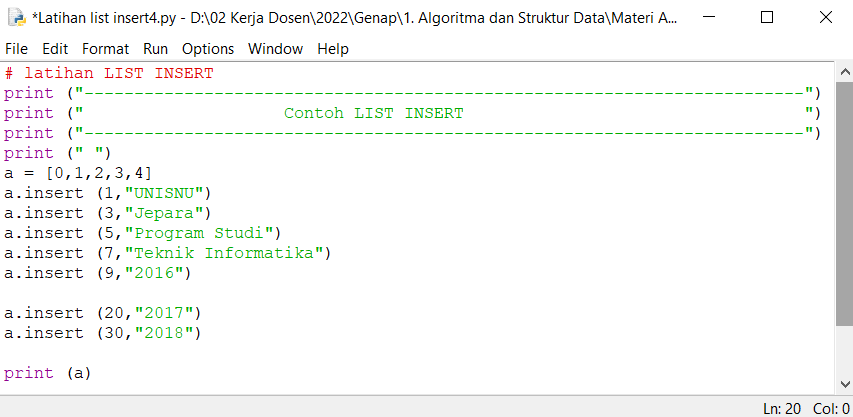 *Latihan list insert4.py - D:\02 Kerja Dosen\2022\Genap\1. Algoritma dan Struktur Data\Materi A...
File Edit Format Run Options Window Help
# latihan LIST INSERT
print ("------------------------------------------------------------------------")
print ("                    Contoh LIST INSERT                                  ")
print ("------------------------------------------------------------------------")
print (" ")
a = [0,1,2,3,4]
a.insert (1,"UNISNU")
a.insert (3,"Jepara")
a.insert (5,"Program Studi")
a.insert (7,"Teknik Informatika")
a.insert (9,"2016")
a.insert (20,"2017")
a.insert (30,"2018")
print (a)
Ln: 20 Col: 0